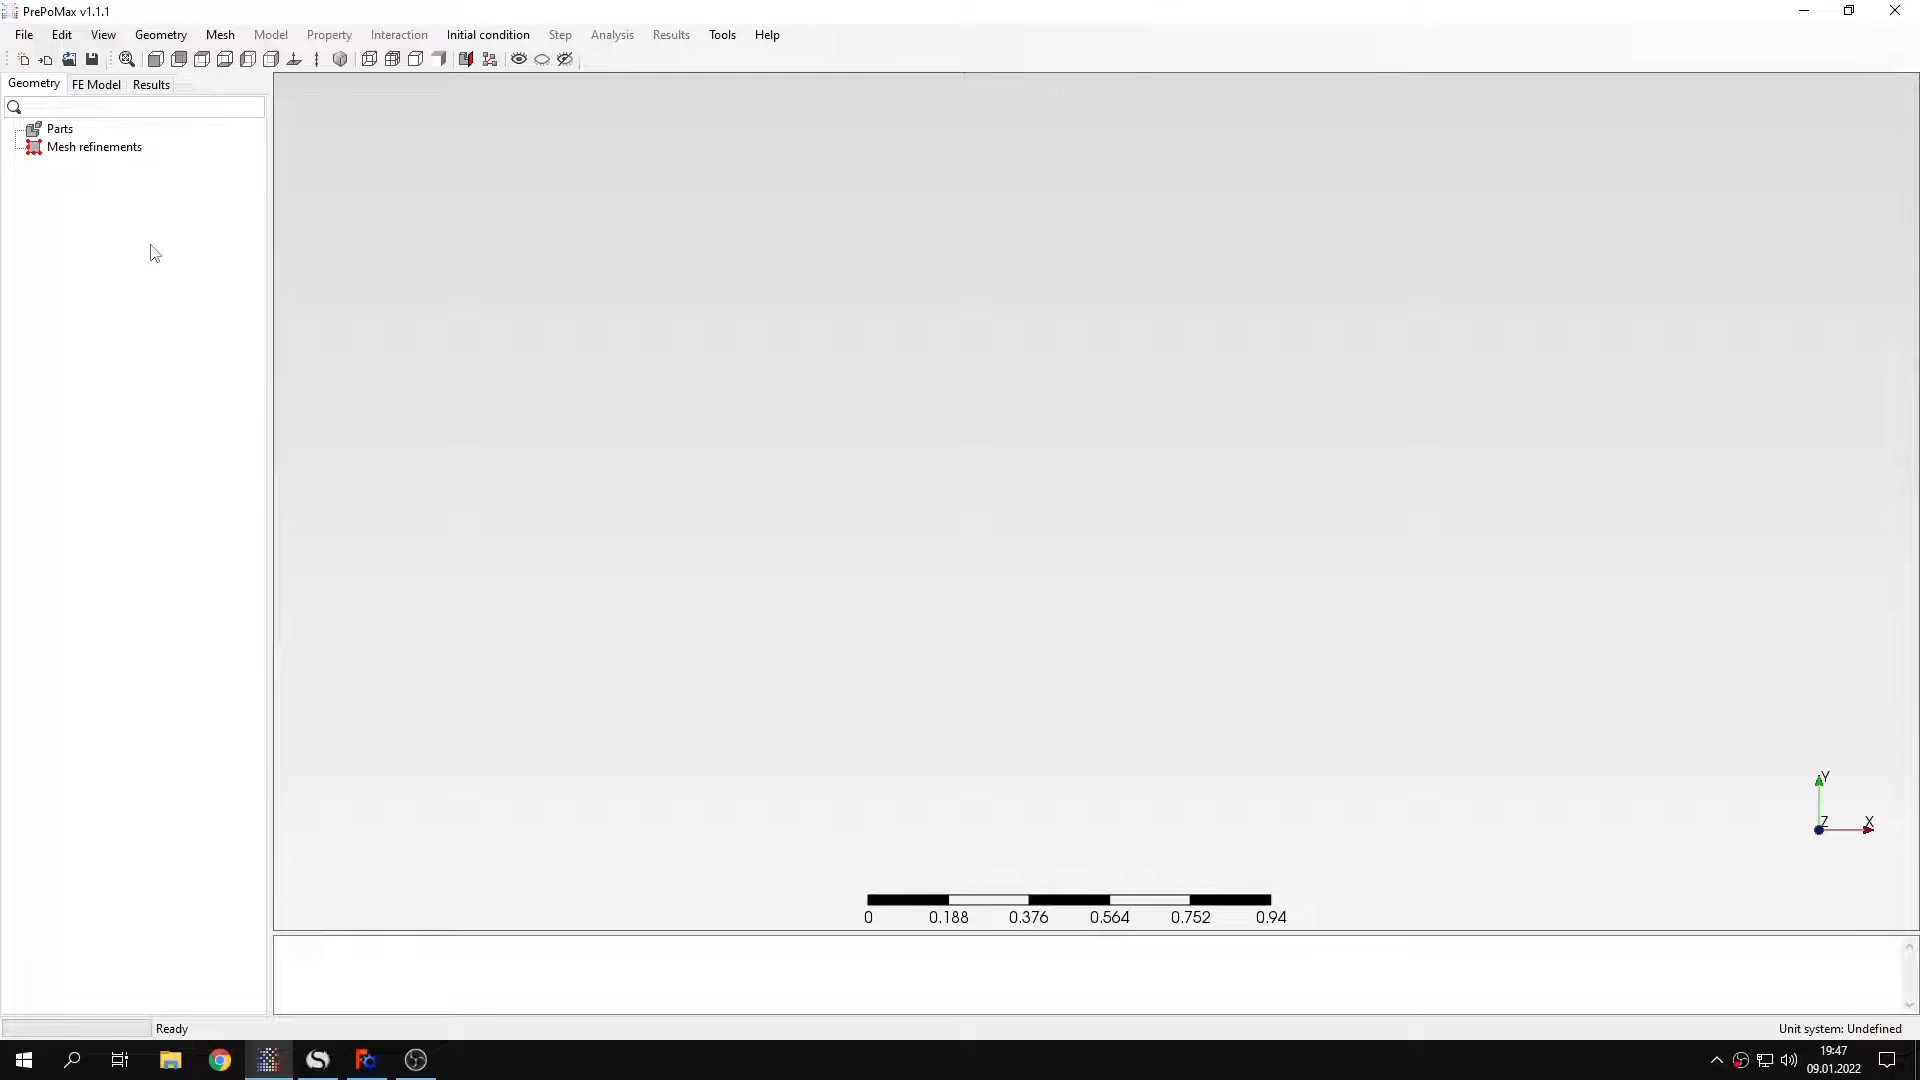 PrePoMax v1.1.1
File Edit View Geometry Mesh Model Property Interaction Initial condition Step Analysis Results Tools Help
Geometry FE Model Results
Parts
Mesh refinements
Y
Z X
0 0.188 0.376 0.564 0.752 0.94
Ready
Unit system: Undefined
19:47
09.01.2022